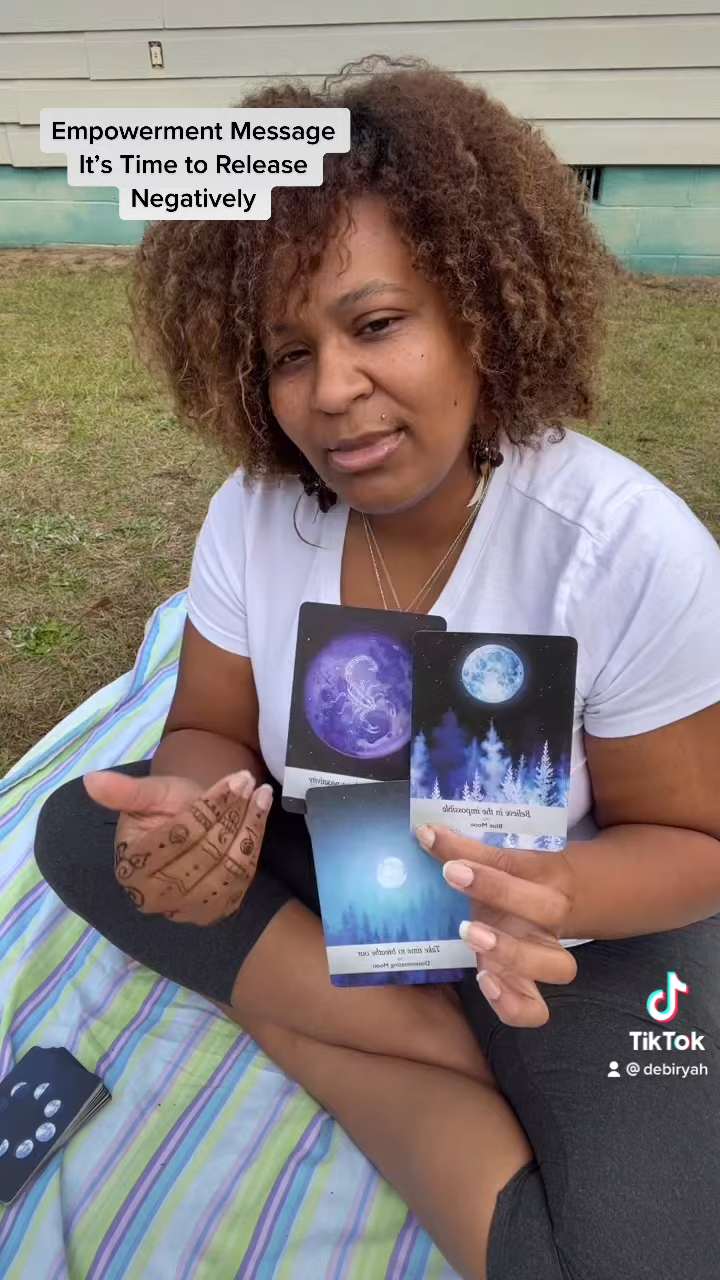 Empowerment Message
It’s Time to Release
Negatively
negativity
Believe in the impossible
Blue Moon
Take time to breathe out
Disseminating Moon
TikTok
@ debiryah